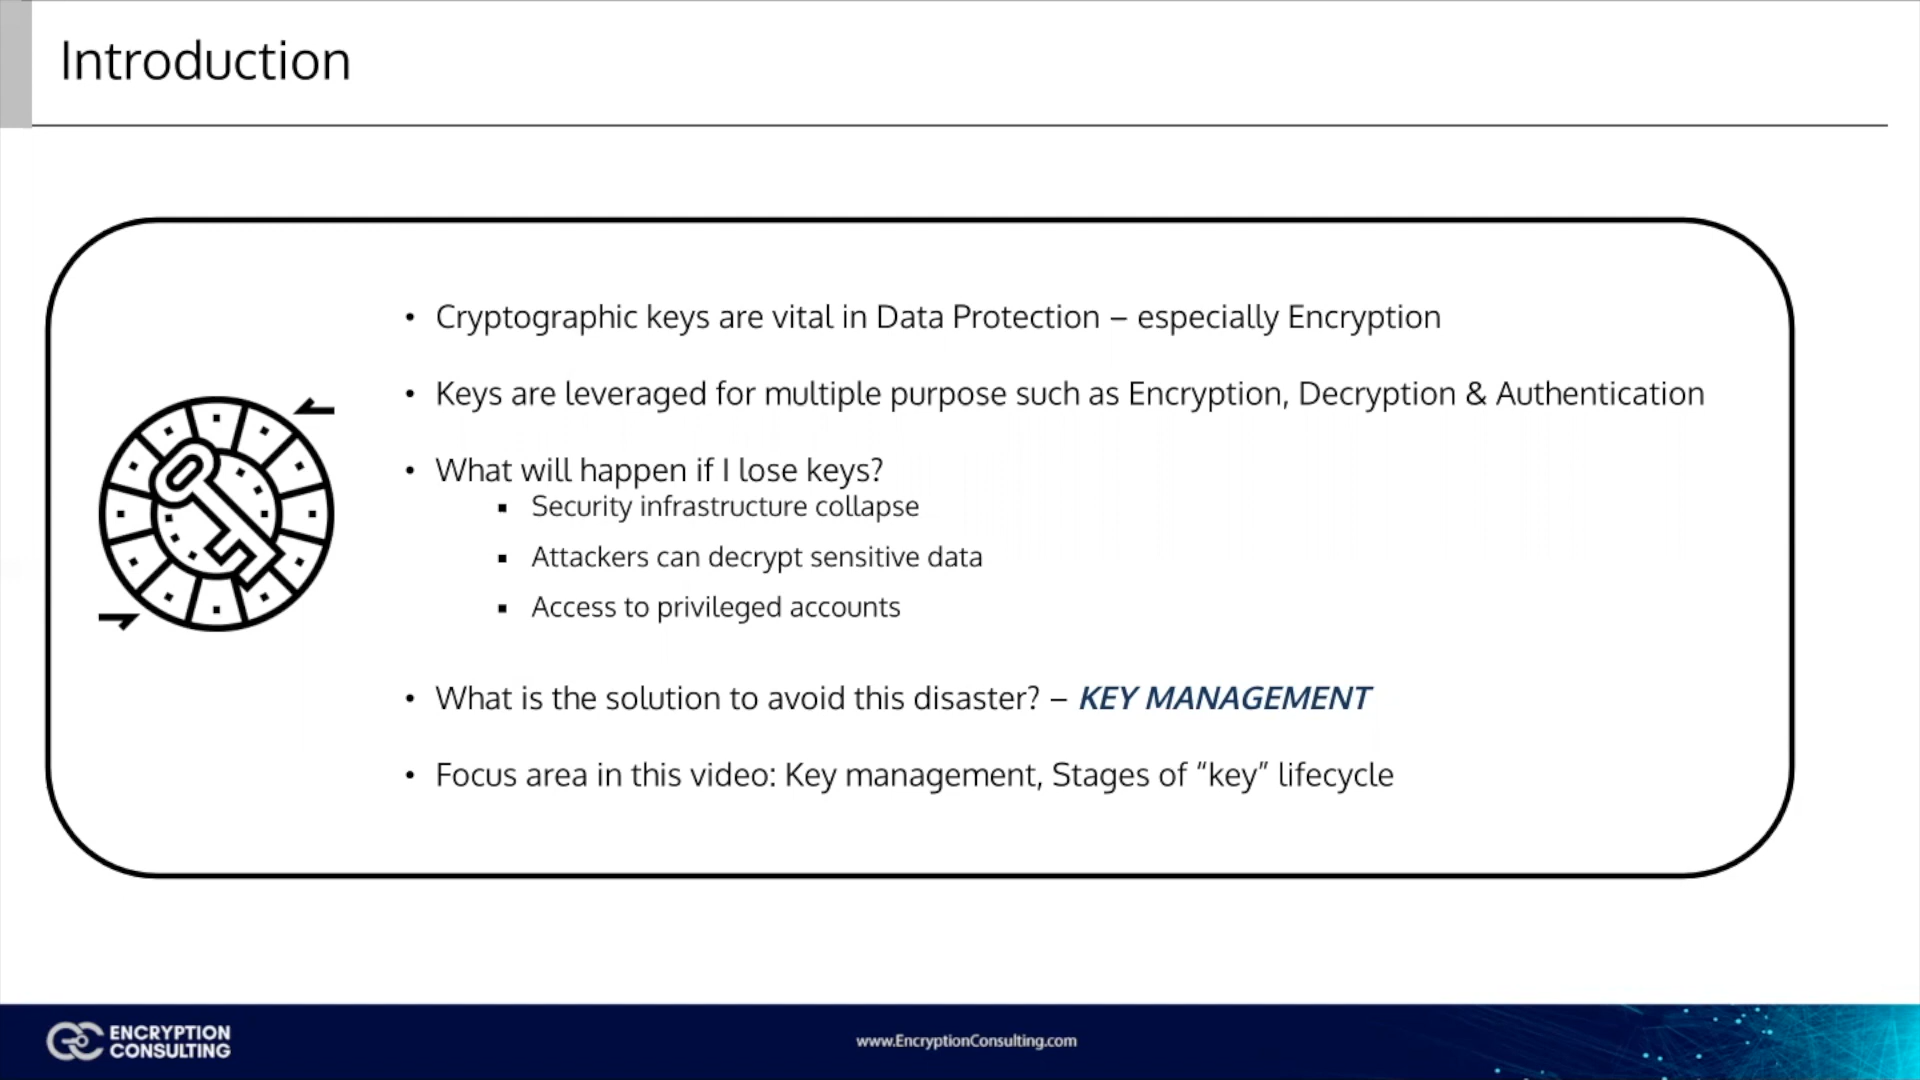 Introduction
• Cryptographic keys are vital in Data Protection – especially Encryption
• Keys are leveraged for multiple purpose such as Encryption, Decryption & Authentication
• What will happen if I lose keys?
▪ Security infrastructure collapse
▪ Attackers can decrypt sensitive data
▪ Access to privileged accounts
• What is the solution to avoid this disaster? – KEY MANAGEMENT
• Focus area in this video: Key management, Stages of “key” lifecycle
ENCRYPTION
CONSULTING
www.EncryptionConsulting.com